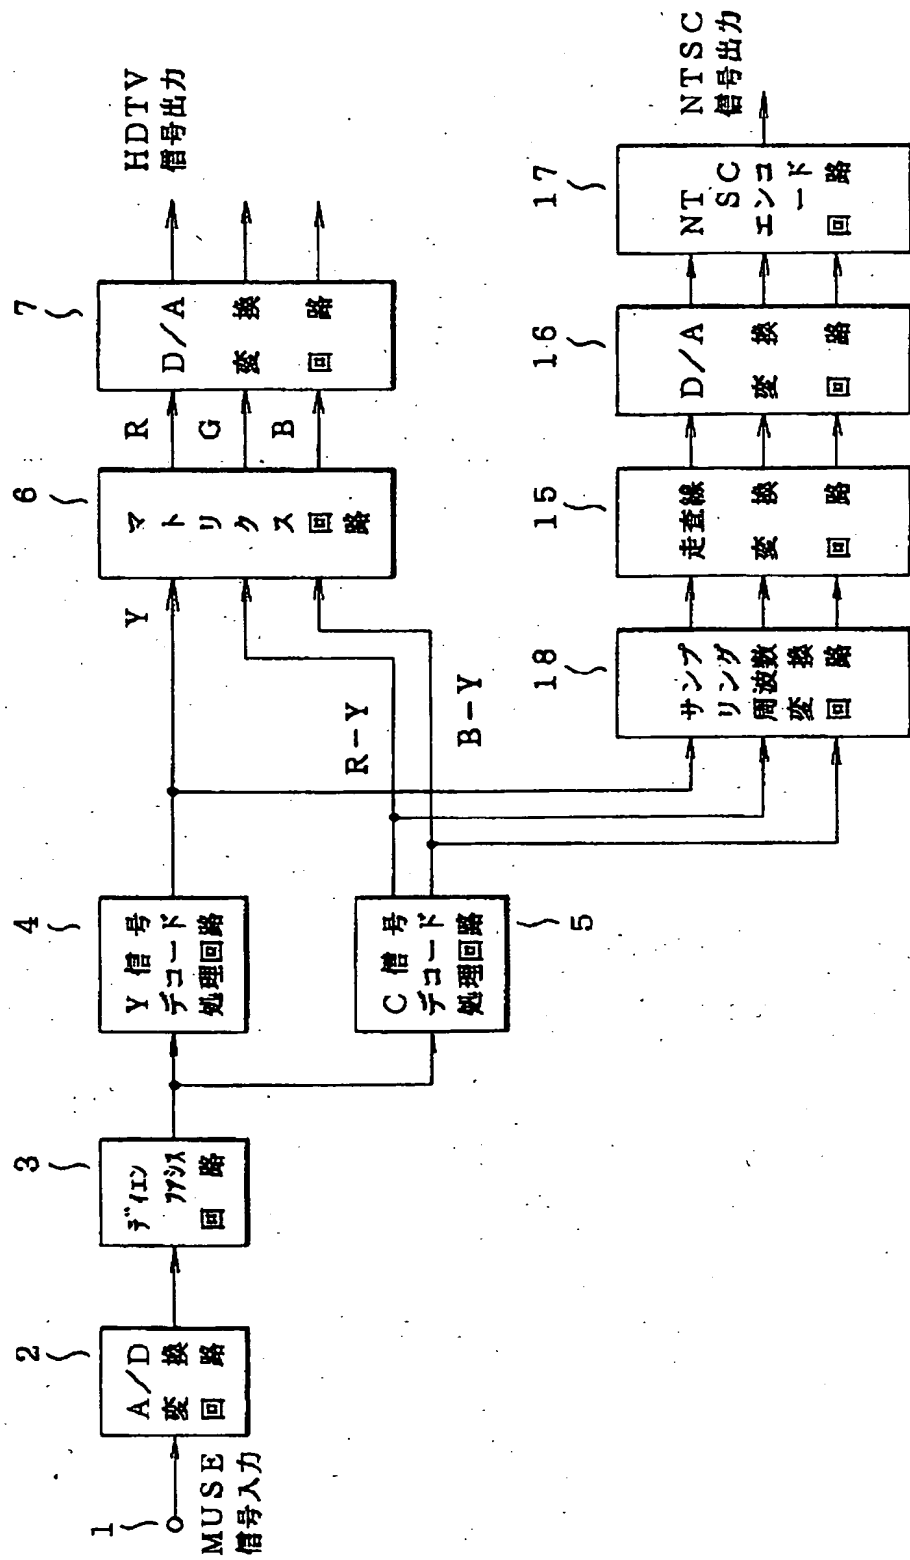 1
MUSE
信号入力
2
A/D
変換
回路
3
ディエン
ファシス
回路
4
Y信号
デコード
処理回路
C信号
デコード
処理回路
5
Y
R-Y
B-Y
6
マトリクス回路
R
G
B
7
D/A
変換
回路
HDTV
信号出力
18
サンプ
リング
周波数
変換
回路
15
走査線
変換
回路
16
D/A
変換
回路
17
NT
SC
エンコ
ード
回路
NTSC
信号出力